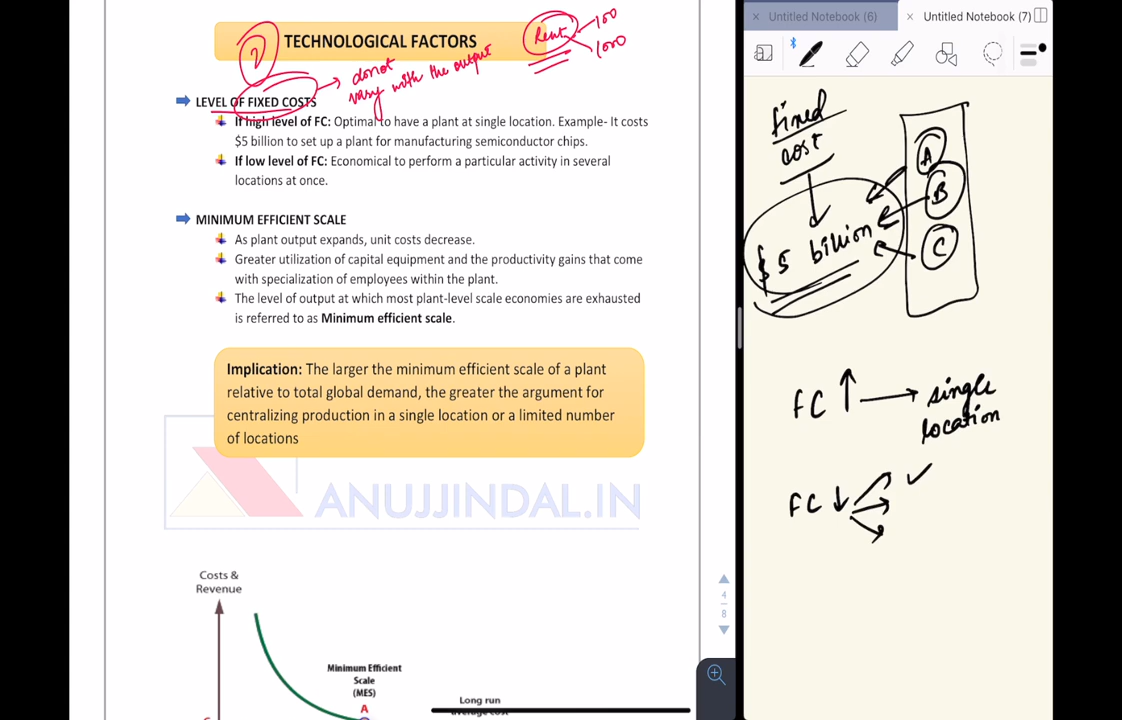 Untitled Notebook (6)
Untitled Notebook (7)
TECHNOLOGICAL FACTORS
Rent
100
1000
donot
vary with the output
LEVEL OF FIXED COSTS
If high level of FC: Optimal to have a plant at single location. Example- It costs
$5 billion to set up a plant for manufacturing semiconductor chips.
If low level of FC: Economical to perform a particular activity in several
locations at once.
MINIMUM EFFICIENT SCALE
As plant output expands, unit costs decrease.
Greater utilization of capital equipment and the productivity gains that come
with specialization of employees within the plant.
The level of output at which most plant-level scale economies are exhausted
is referred to as Minimum efficient scale.
Implication: The larger the minimum efficient scale of a plant
relative to total global demand, the greater the argument for
centralizing production in a single location or a limited number
of locations
ANUJJINDAL.IN
Costs &
Revenue
Minimum Efficient
Scale
(MES)
A
Long run
average cost
4
8
fixed
cost
$5 billion
A
B
C
FC ↑ → single
location
FC ↓